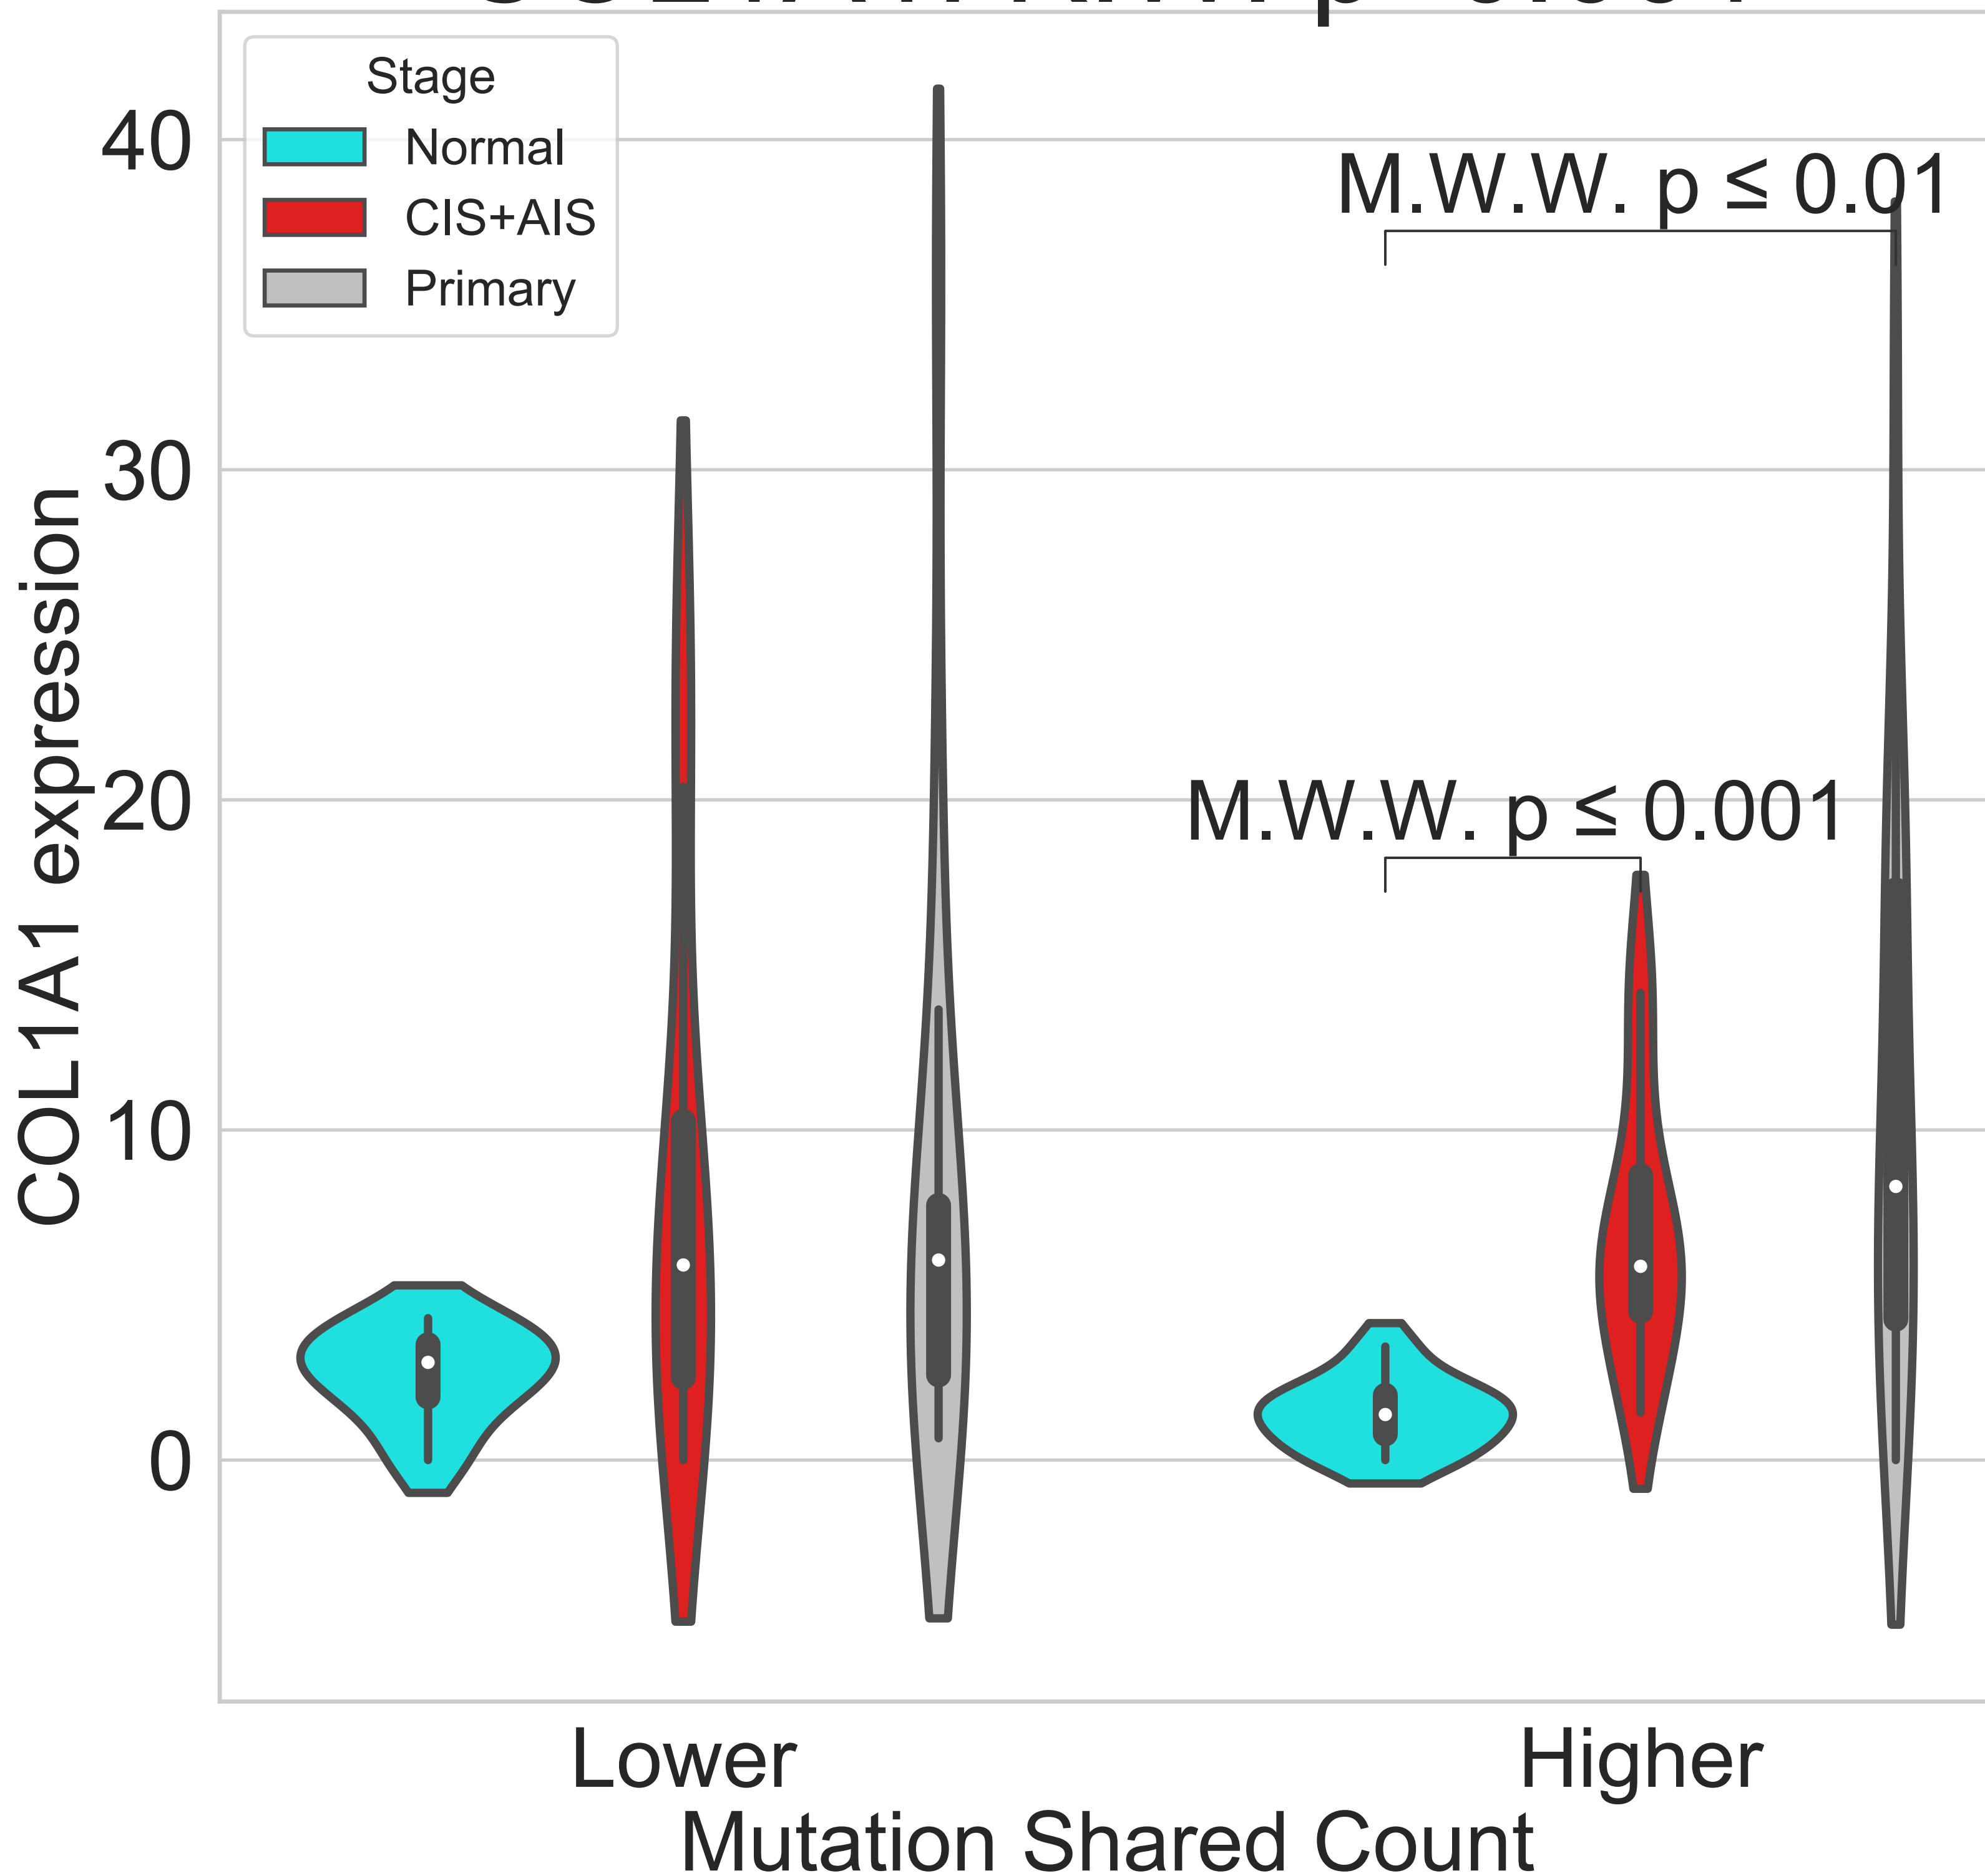 Stage
Normal
CIS+AIS
Primary
40
30
20
10
0
COL1A1 expression
M.W.W. p ≤ 0.01
M.W.W. p ≤ 0.001
Lower
Higher
Mutation Shared Count